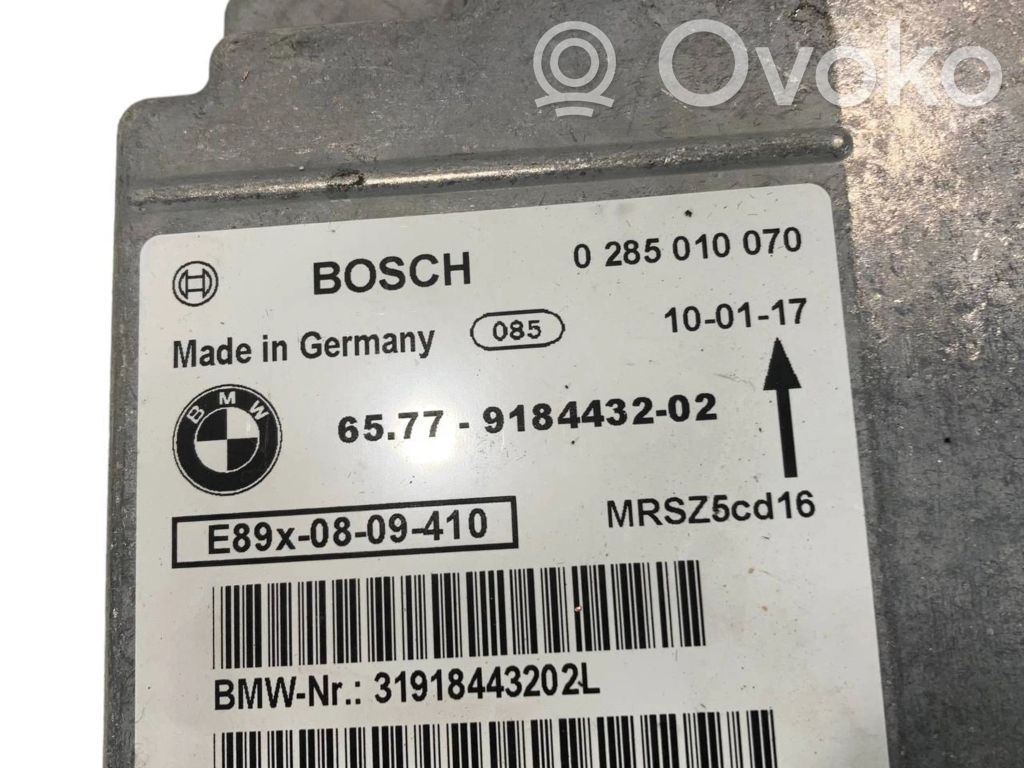 Ovoko
BOSCH 0 285 010 070
Made in Germany 085 10-01-17
BMW
65.77 - 9184432-02
E89x-08-09-410 MRSZ5cd16
BMW-Nr.: 31918443202L